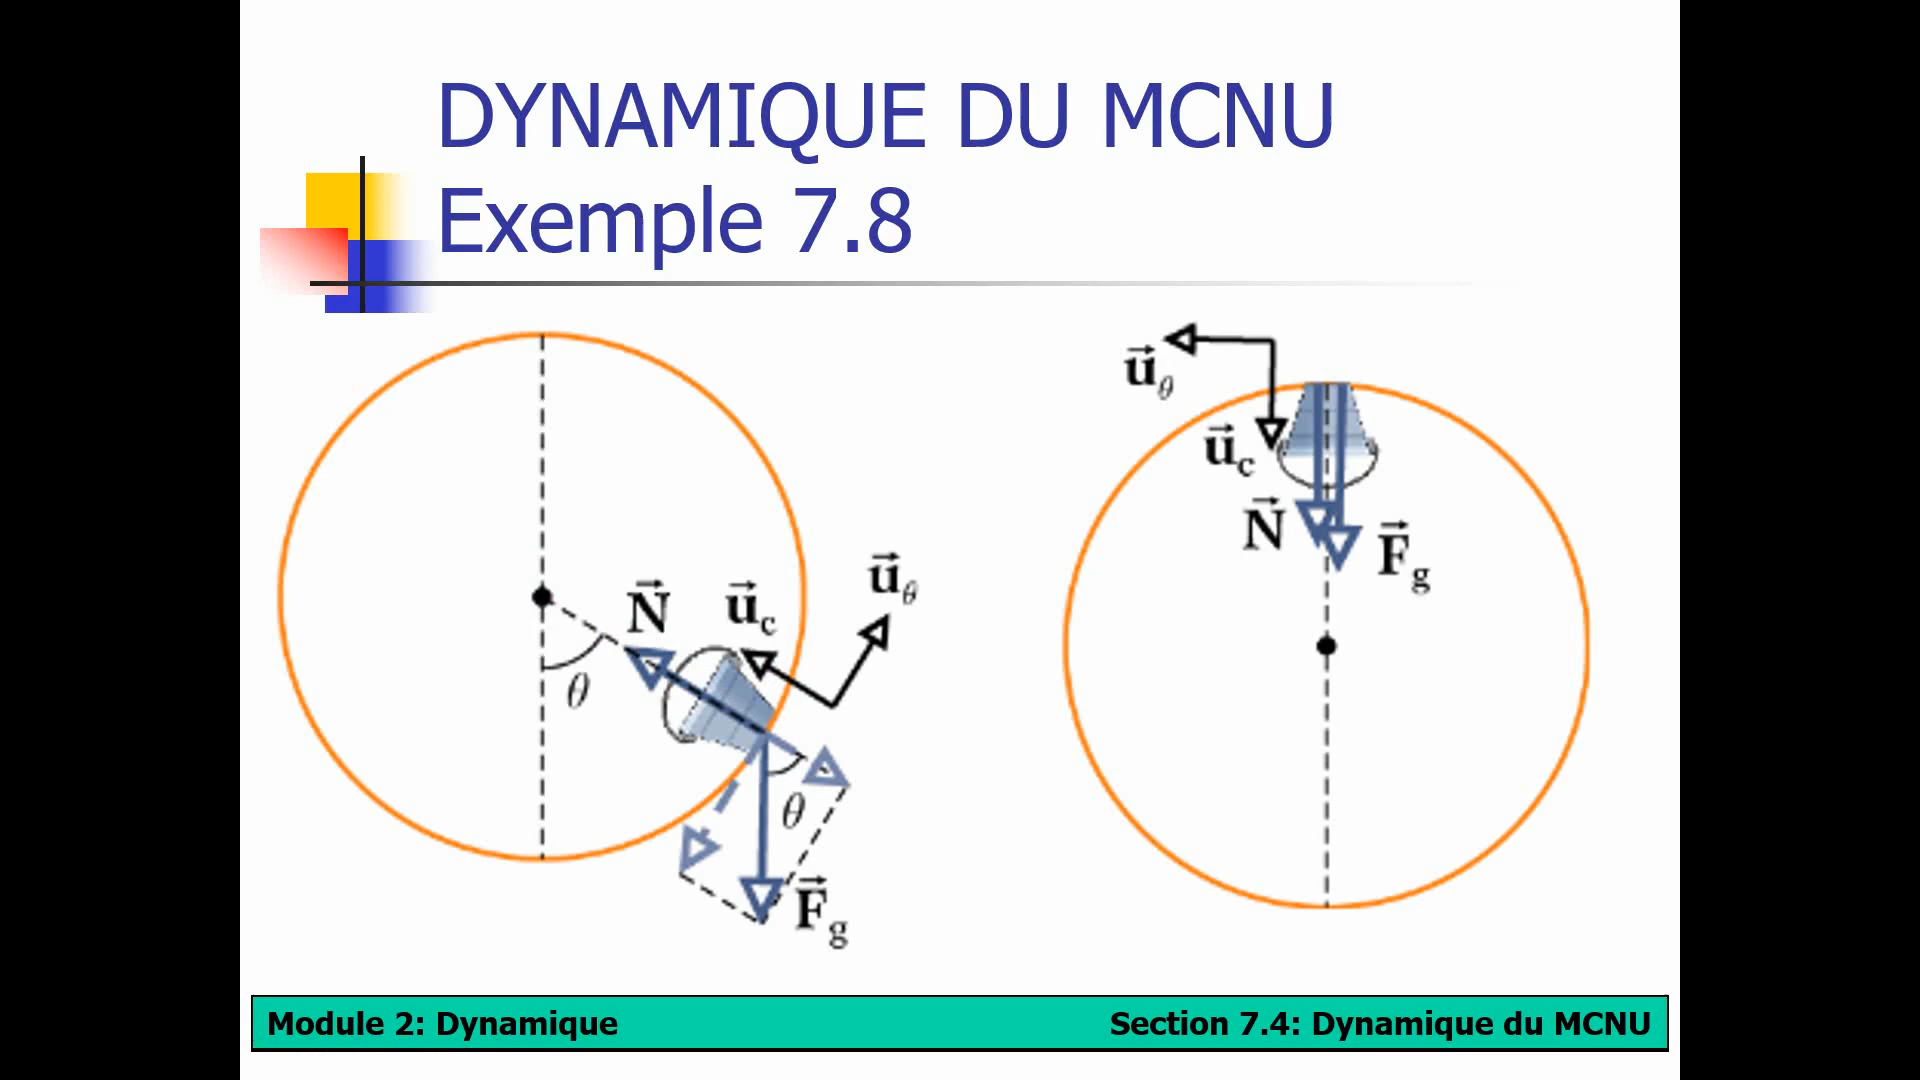 DYNAMIQUE DU MCNU
Exemple 7.8
N⃗
u⃗c
u⃗θ
θ
θ
F⃗g
u⃗θ
u⃗c
N⃗
F⃗g
Module 2: Dynamique
Section 7.4: Dynamique du MCNU